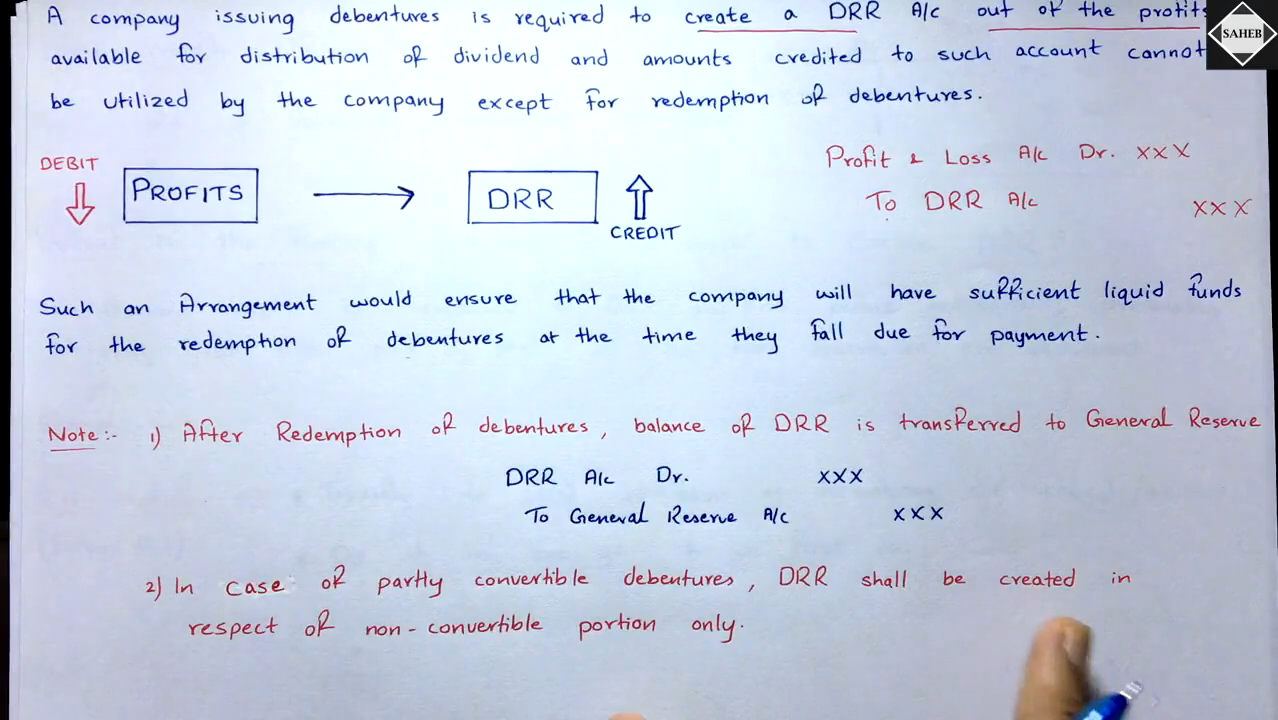 A company issuing debentures is required to create a DRR A/c out of the profits
SAHEB
available for distribution of dividend and amounts credited to such account cannot
be utilized by the company except for redemption of debentures.
DEBIT
PROFITS
DRR
CREDIT
Profit & Loss A/c Dr. XXX
To DRR A/c XXX
Such an Arrangement would ensure that the company will have sufficient liquid funds
for the redemption of debentures at the time they fall due for payment.
Note:- 1) After Redemption of debentures, balance of DRR is transferred to General Reserve
DRR A/c Dr. XXX
To General Reserve A/c XXX
2) In case of partly convertible debentures, DRR shall be created in
respect of non-convertible portion only.